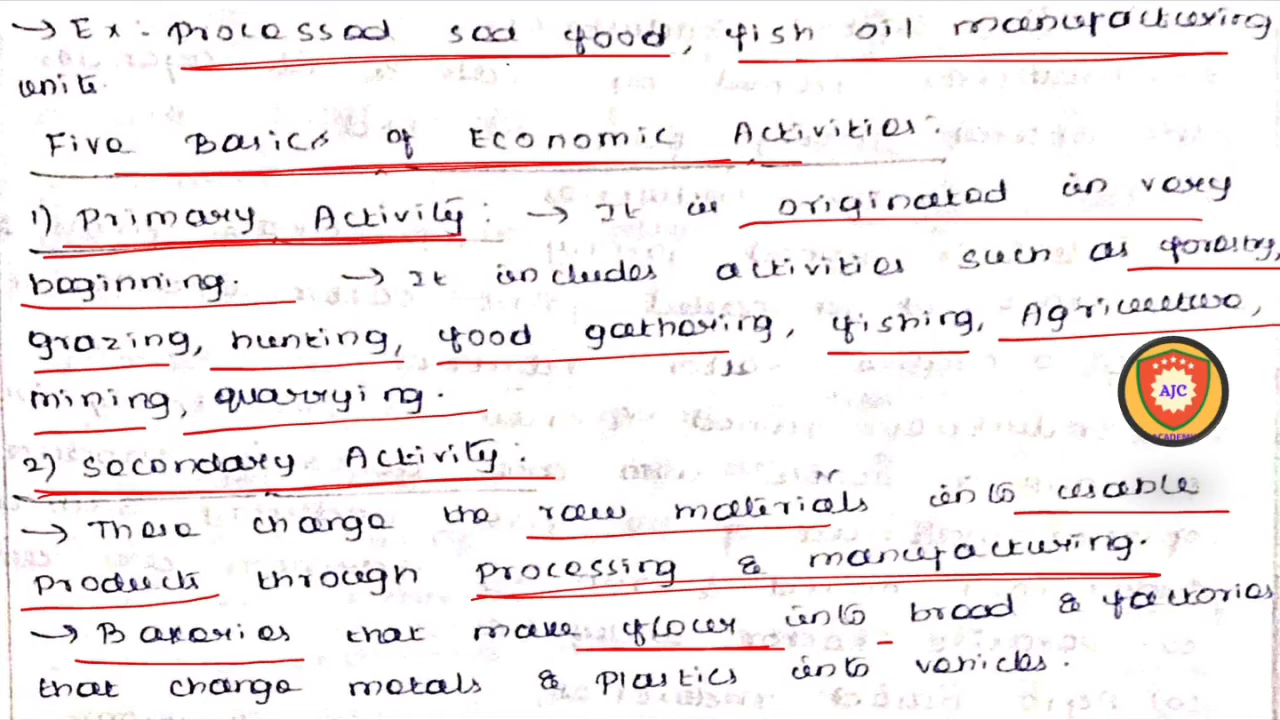 → Ex: Processed sea food, fish oil manufacturing
unit.
Five Basics of Economic Activities:
1) Primary Activity: → It is originated in very
beginning. → It includes activities such as forestry,
grazing, hunting, food gathering, fishing, Agriculture,
mining, quarrying.
AJC
ACADEMY
2) Secondary Activity:
→ These change the raw materials into usable
Products through processing & manufacturing.
→ Bakeries that make flour into bread & factories
that change metals & plastics into vehicles.